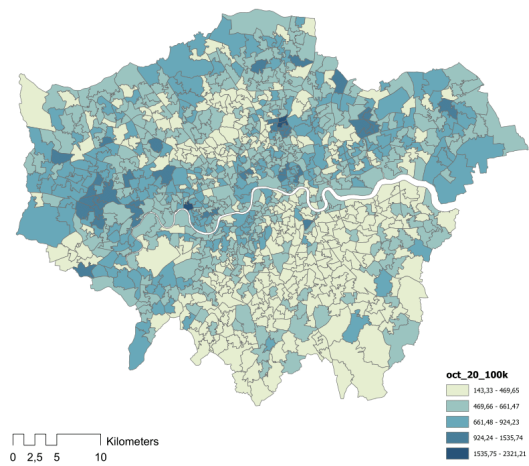 oct_20_100k
143,33 - 469,65
469,66 - 661,47
661,48 - 924,23
924,24 - 1535,74
1535,75 - 2321,21
Kilometers
0 2,5 5 10